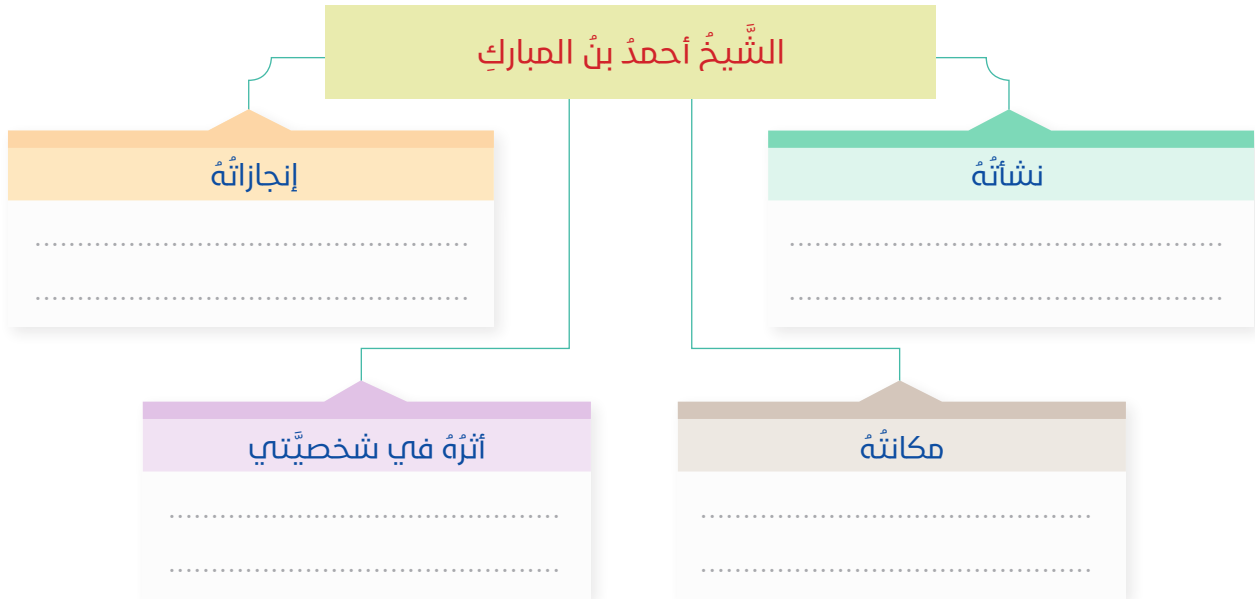 الشَّيخُ أحمدُ بنُ المباركِ
نشأتُهُ
إنجازاتُهُ
مكانتُهُ
أثرُهُ في شخصيَّتي